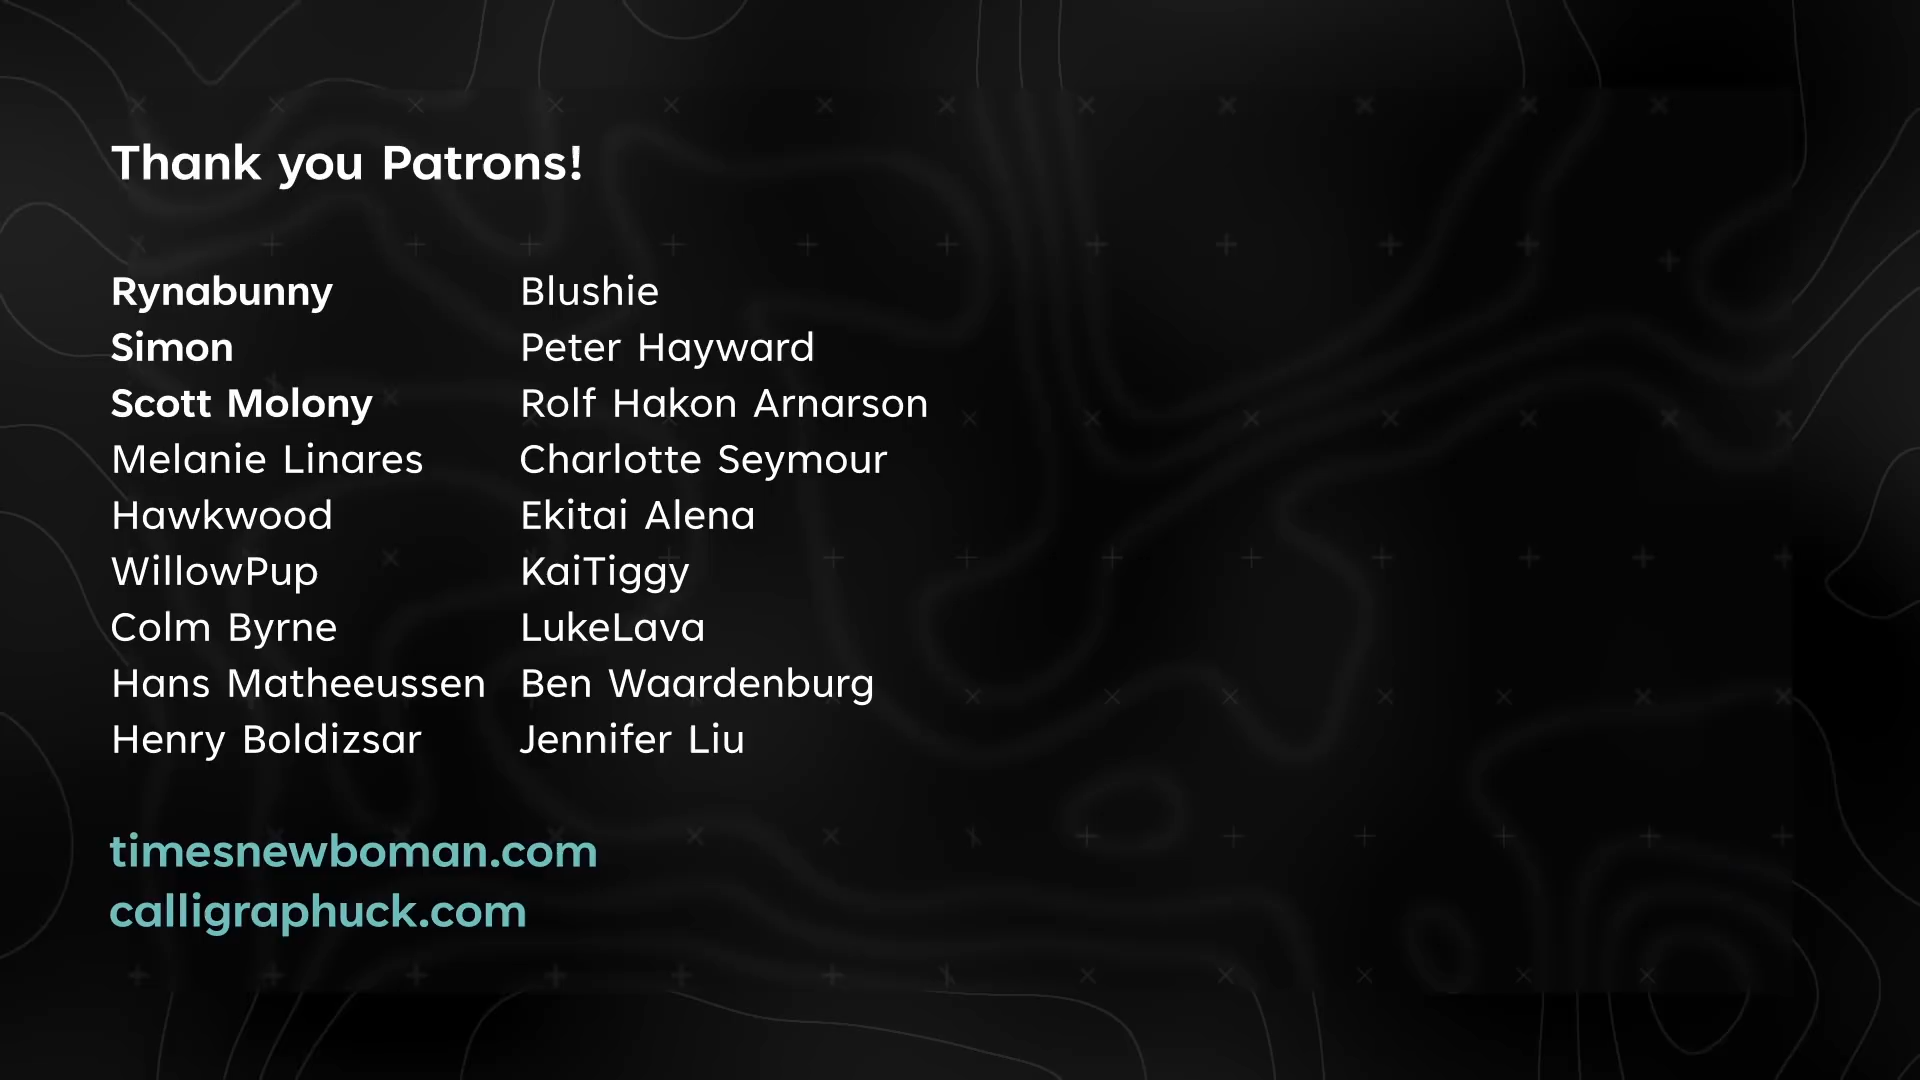 Thank you Patrons!
Rynabunny
Simon
Scott Molony
Melanie Linares
Hawkwood
WillowPup
Colm Byrne
Hans Matheeussen
Henry Boldizsar
Blushie
Peter Hayward
Rolf Hakon Arnarson
Charlotte Seymour
Ekitai Alena
KaiTiggy
LukeLava
Ben Waardenburg
Jennifer Liu
timesnewboman.com
calligraphuck.com